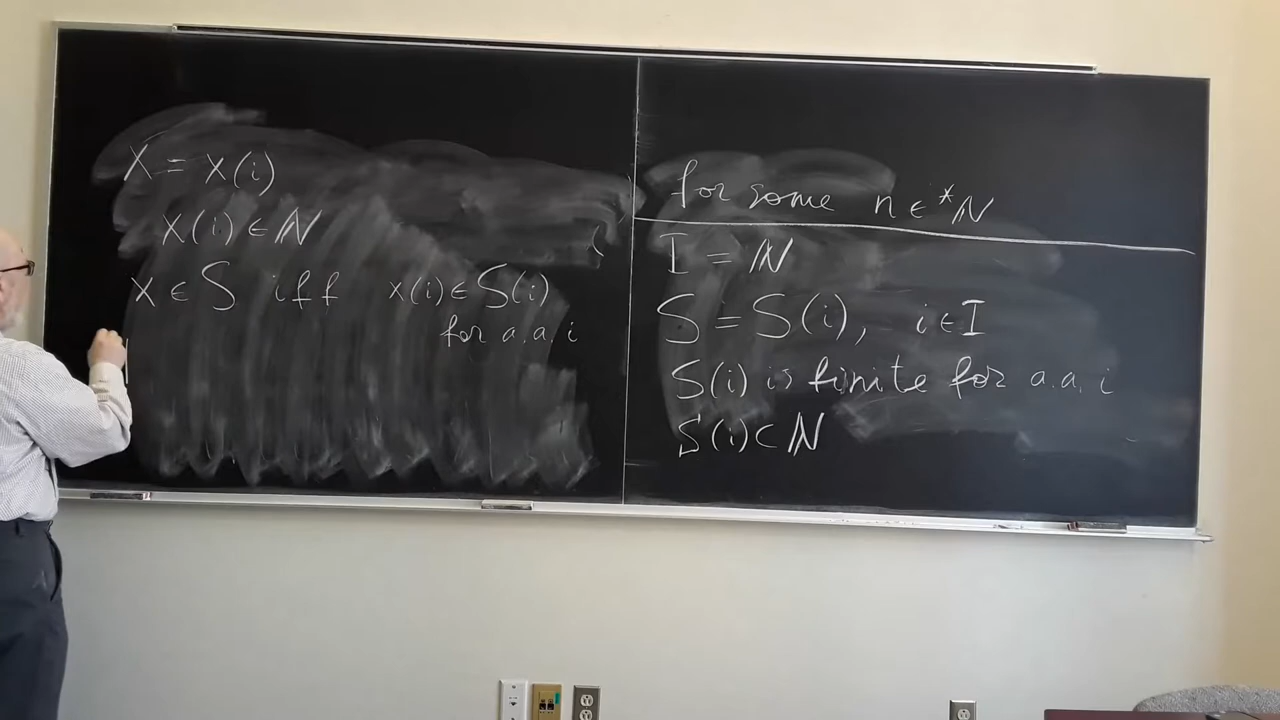 X = X(i)
X(i) ∈ ℕ
X ∈ S iff x(i) ∈ S(i)
for a.a. i
for some n ∈ *ℕ
I = ℕ
S = S(i), i ∈ I
S(i) is finite for a.a. i
S(i) ⊂ ℕ